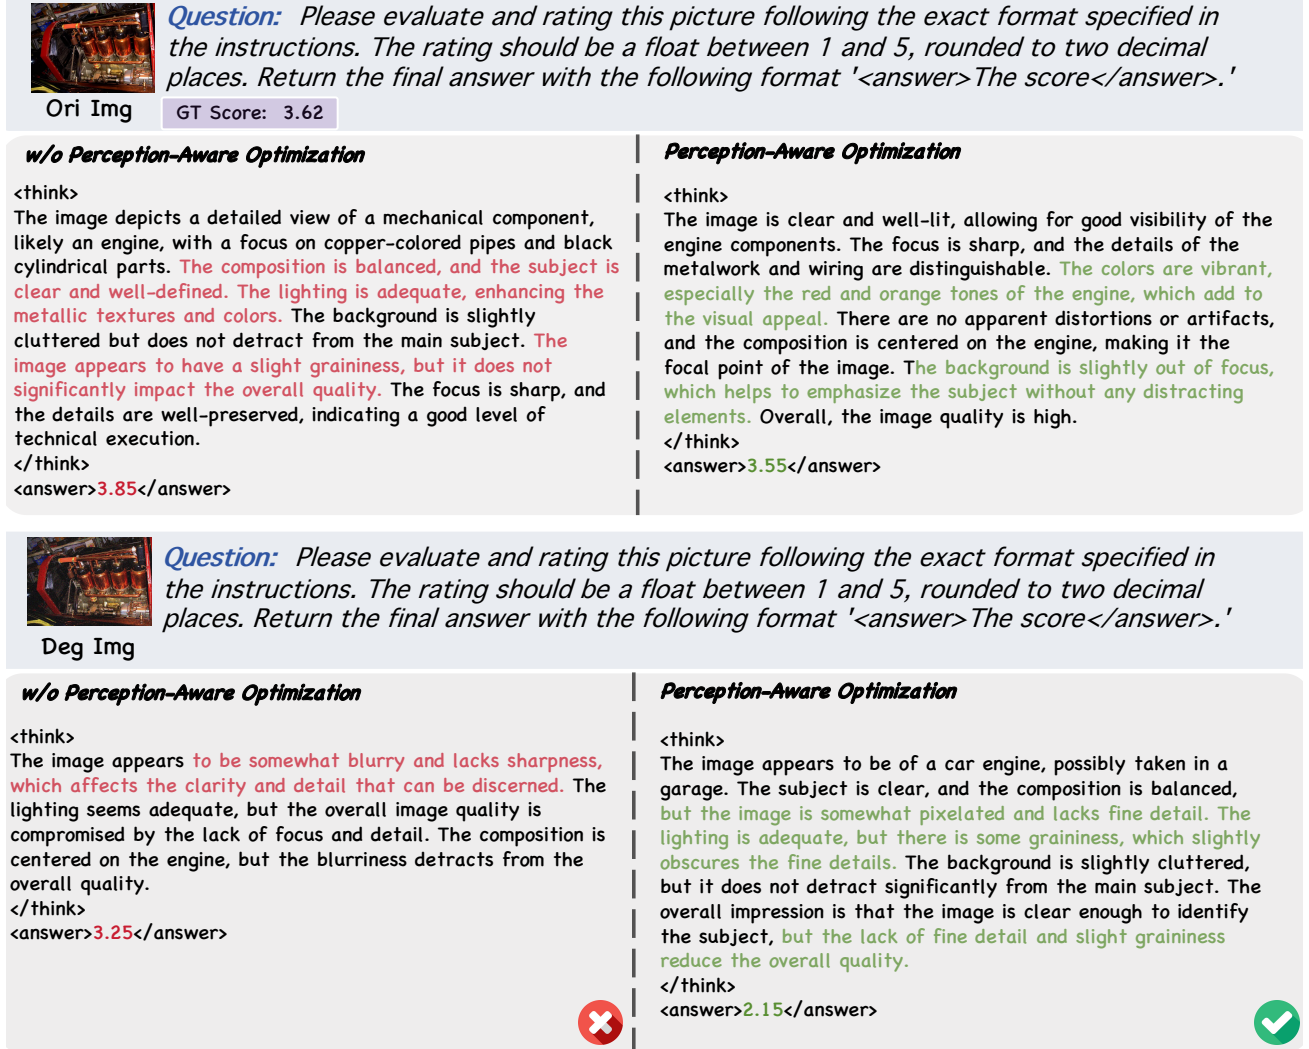 Question: Please evaluate and rating this picture following the exact format specified in
the instructions. The rating should be a float between 1 and 5, rounded to two decimal
places. Return the final answer with the following format '<answer>The score</answer>.'
Ori Img
GT Score: 3.62
w/o Perception-Aware Optimization
<think>
The image depicts a detailed view of a mechanical component,
likely an engine, with a focus on copper-colored pipes and black
cylindrical parts. The composition is balanced, and the subject is
clear and well-defined. The lighting is adequate, enhancing the
metallic textures and colors. The background is slightly
cluttered but does not detract from the main subject. The
image appears to have a slight graininess, but it does not
significantly impact the overall quality. The focus is sharp, and
the details are well-preserved, indicating a good level of
technical execution.
</think>
<answer>3.85</answer>
Perception-Aware Optimization
<think>
The image is clear and well-lit, allowing for good visibility of the
engine components. The focus is sharp, and the details of the
metalwork and wiring are distinguishable. The colors are vibrant,
especially the red and orange tones of the engine, which add to
the visual appeal. There are no apparent distortions or artifacts,
and the composition is centered on the engine, making it the
focal point of the image. The background is slightly out of focus,
which helps to emphasize the subject without any distracting
elements. Overall, the image quality is high.
</think>
<answer>3.55</answer>
Question: Please evaluate and rating this picture following the exact format specified in
the instructions. The rating should be a float between 1 and 5, rounded to two decimal
places. Return the final answer with the following format '<answer>The score</answer>.'
Deg Img
w/o Perception-Aware Optimization
<think>
The image appears to be somewhat blurry and lacks sharpness,
which affects the clarity and detail that can be discerned. The
lighting seems adequate, but the overall image quality is
compromised by the lack of focus and detail. The composition is
centered on the engine, but the blurriness detracts from the
overall quality.
</think>
<answer>3.25</answer>
Perception-Aware Optimization
<think>
The image appears to be of a car engine, possibly taken in a
garage. The subject is clear, and the composition is balanced,
but the image is somewhat pixelated and lacks fine detail. The
lighting is adequate, but there is some graininess, which slightly
obscures the fine details. The background is slightly cluttered,
but it does not detract significantly from the main subject. The
overall impression is that the image is clear enough to identify
the subject, but the lack of fine detail and slight graininess
reduce the overall quality.
</think>
<answer>2.15</answer>